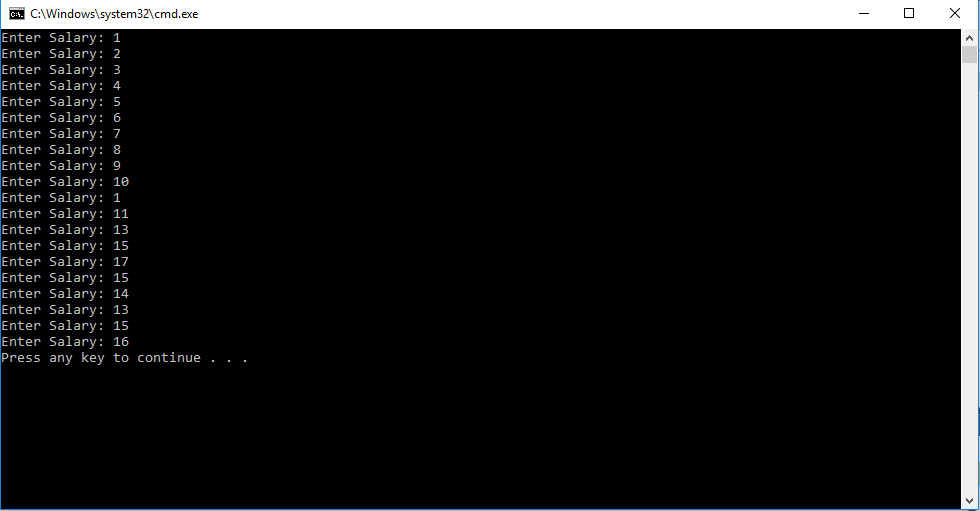 C:\Windows\system32\cmd.exe
Enter Salary: 1
Enter Salary: 2
Enter Salary: 3
Enter Salary: 4
Enter Salary: 5
Enter Salary: 6
Enter Salary: 7
Enter Salary: 8
Enter Salary: 9
Enter Salary: 10
Enter Salary: 1
Enter Salary: 11
Enter Salary: 13
Enter Salary: 15
Enter Salary: 17
Enter Salary: 15
Enter Salary: 14
Enter Salary: 13
Enter Salary: 15
Enter Salary: 16
Press any key to continue . . .